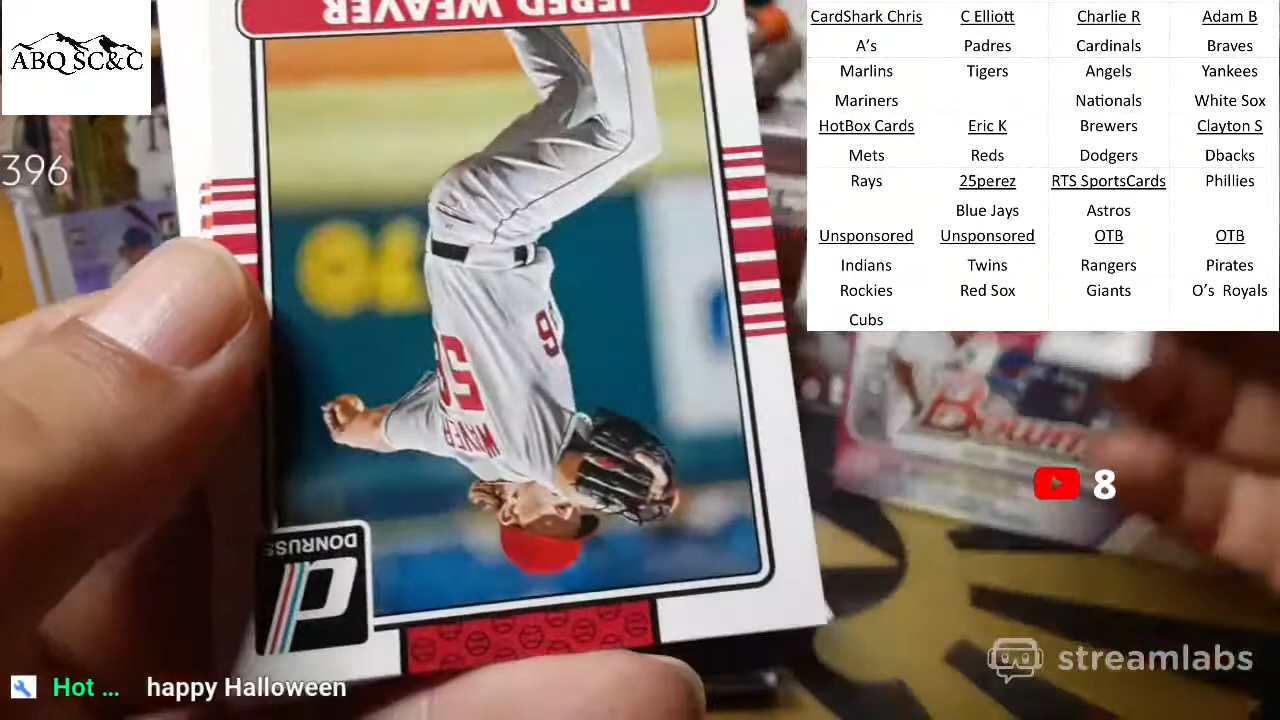 ABQ SC&C
396
JERED WEAVER
56
WEAVER
DONRUSS
CardShark Chris
C Elliott
Charlie R
Adam B
A's
Padres
Cardinals
Braves
Marlins
Tigers
Angels
Yankees
Mariners
Nationals
White Sox
HotBox Cards
Eric K
Brewers
Clayton S
Mets
Reds
Dodgers
Dbacks
Rays
25perez
RTS SportsCards
Phillies
Blue Jays
Astros
Unsponsored
Unsponsored
OTB
OTB
Indians
Twins
Rangers
Pirates
Rockies
Red Sox
Giants
O's Royals
Cubs
8
streamlabs
Hot ... happy Halloween